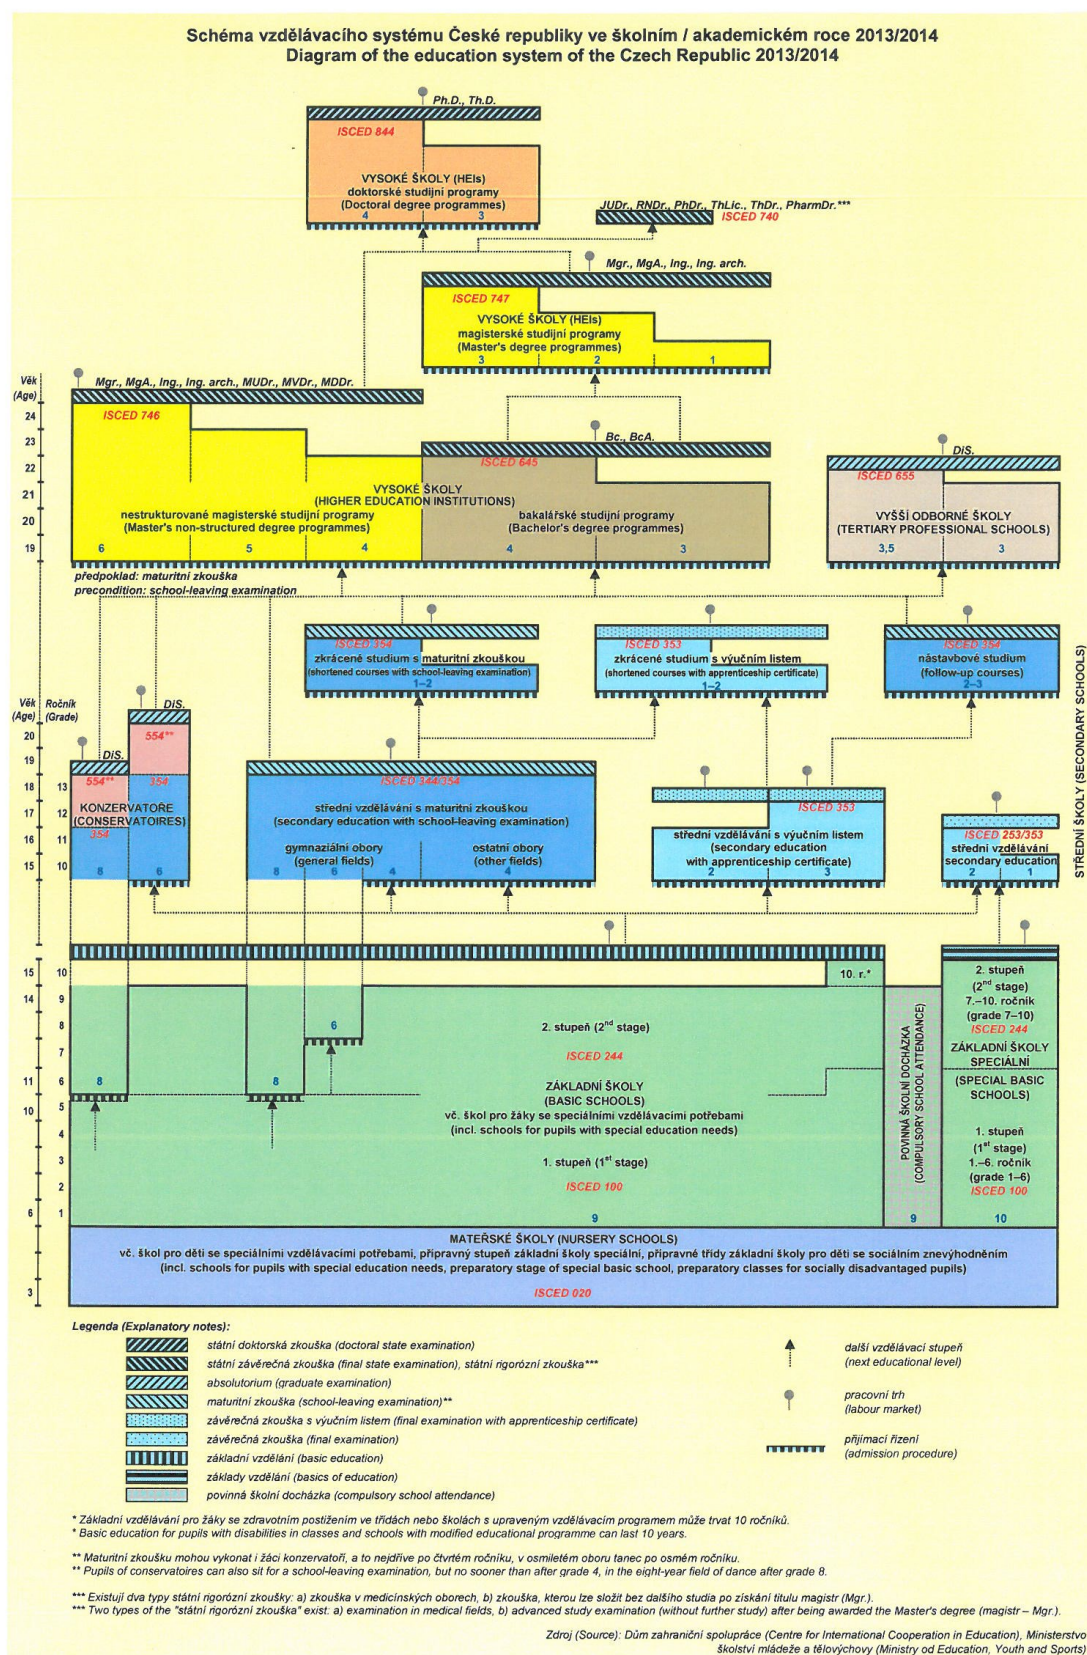 Schéma vzdělávacího systému České republiky ve školním / akademickém roce 2013/2014
Diagram of the education system of the Czech Republic 2013/2014
Ph.D., Th.D.
ISCED 844
VYSOKÉ ŠKOLY (HEIs)
doktorské studijní programy
(Doctoral degree programmes)
4 3
JUDr., RNDr., PhDr., ThLic., ThDr., PharmDr.***
ISCED 740
Mgr., MgA., Ing., Ing. arch.
ISCED 747
VYSOKÉ ŠKOLY (HEIs)
magisterské studijní programy
(Master's degree programmes)
3 2 1
Věk
(Age)
24
23
22
21
20
19
Mgr., MgA., Ing., Ing. arch., MUDr., MVDr., MDDr.
ISCED 746
Bc., BcA.
ISCED 645
VYSOKÉ ŠKOLY
(HIGHER EDUCATION INSTITUTIONS)
nestrukturované magisterské studijní programy
(Master's non-structured degree programmes)
6 5 4
bakalářské studijní programy
(Bachelor's degree programmes)
4 3
DiS.
ISCED 655
VYŠŠÍ ODBORNÉ ŠKOLY
(TERTIARY PROFESSIONAL SCHOOLS)
3,5 3
předpoklad: maturitní zkouška
precondition: school-leaving examination
ISCED 354
zkrácené studium s maturitní zkouškou
(shortened courses with school-leaving examination)
1–2
ISCED 353
zkrácené studium s výučním listem
(shortened courses with apprenticeship certificate)
1–2
ISCED 354
nástavbové studium
(follow-up courses)
2–3
STŘEDNÍ ŠKOLY (SECONDARY SCHOOLS)
Věk
(Age)
Ročník
(Grade)
20
19
18 13
17 12
16 11
15 10
DiS.
554**
354
DiS.
554**
KONZERVATOŘE
(CONSERVATOIRES)
354
8 6
ISCED 344/354
střední vzdělávání s maturitní zkouškou
(secondary education with school-leaving examination)
gymnaziální obory
(general fields)
ostatní obory
(other fields)
8 6 4 4
ISCED 353
střední vzdělávání s výučním listem
(secondary education
with apprenticeship certificate)
2 3
ISCED 253/353
střední vzdělávání
secondary education
2 1
15 10
14 9
8
7
11 6
10 5
4
3
2
6 1
3
10. r.*
6
8
8
2. stupeň (2nd stage)
ISCED 244
ZÁKLADNÍ ŠKOLY
(BASIC SCHOOLS)
vč. škol pro žáky se speciálními vzdělávacími potřebami
(incl. schools for pupils with special education needs)
1. stupeň (1st stage)
ISCED 100
9
POVINNÁ ŠKOLNÍ DOCHÁZKA
(COMPULSORY SCHOOL ATTENDANCE)
9
2. stupeň
(2nd stage)
7.–10. ročník
(grade 7–10)
ISCED 244
ZÁKLADNÍ ŠKOLY
SPECIÁLNÍ
(SPECIAL BASIC
SCHOOLS)
1. stupeň
(1st stage)
1.–6. ročník
(grade 1–6)
ISCED 100
10
MATEŘSKÉ ŠKOLY (NURSERY SCHOOLS)
vč. škol pro děti se speciálními vzdělávacími potřebami, přípravný stupeň základní školy speciální, přípravné třídy základní školy pro děti se sociálním znevýhodněním
(incl. schools for pupils with special education needs, preparatory stage of special basic school, preparatory classes for socially disadvantaged pupils)
ISCED 020
Legenda (Explanatory notes):
státní doktorská zkouška (doctoral state examination)
státní závěrečná zkouška (final state examination), státní rigorózní zkouška***
absolutorium (graduate examination)
maturitní zkouška (school-leaving examination)**
závěrečná zkouška s výučním listem (final examination with apprenticeship certificate)
závěrečná zkouška (final examination)
základní vzdělání (basic education)
základy vzdělání (basics of education)
povinná školní docházka (compulsory school attendance)
další vzdělávací stupeň
(next educational level)
pracovní trh
(labour market)
přijímací řízení
(admission procedure)
* Základní vzdělávání pro žáky se zdravotním postižením ve třídách nebo školách s upraveným vzdělávacím programem může trvat 10 ročníků.
* Basic education for pupils with disabilities in classes and schools with modified educational programme can last 10 years.
** Maturitní zkoušku mohou vykonat i žáci konzervatoří, a to nejdříve po čtvrtém ročníku, v osmiletém oboru tanec po osmém ročníku.
** Pupils of conservatoires can also sit for a school-leaving examination, but no sooner than after grade 4, in the eight-year field of dance after grade 8.
*** Existují dva typy státní rigorózní zkoušky: a) zkouška v medicínských oborech, b) zkouška, kterou lze složit bez dalšího studia po získání titulu magistr (Mgr.).
*** Two types of the "státní rigorózní zkouška" exist: a) examination in medical fields, b) advanced study examination (without further study) after being awarded the Master's degree (magistr – Mgr.).
Zdroj (Source): Dům zahraniční spolupráce (Centre for International Cooperation in Education), Ministerstvo
školství mládeže a tělovýchovy (Ministry od Education, Youth and Sports)